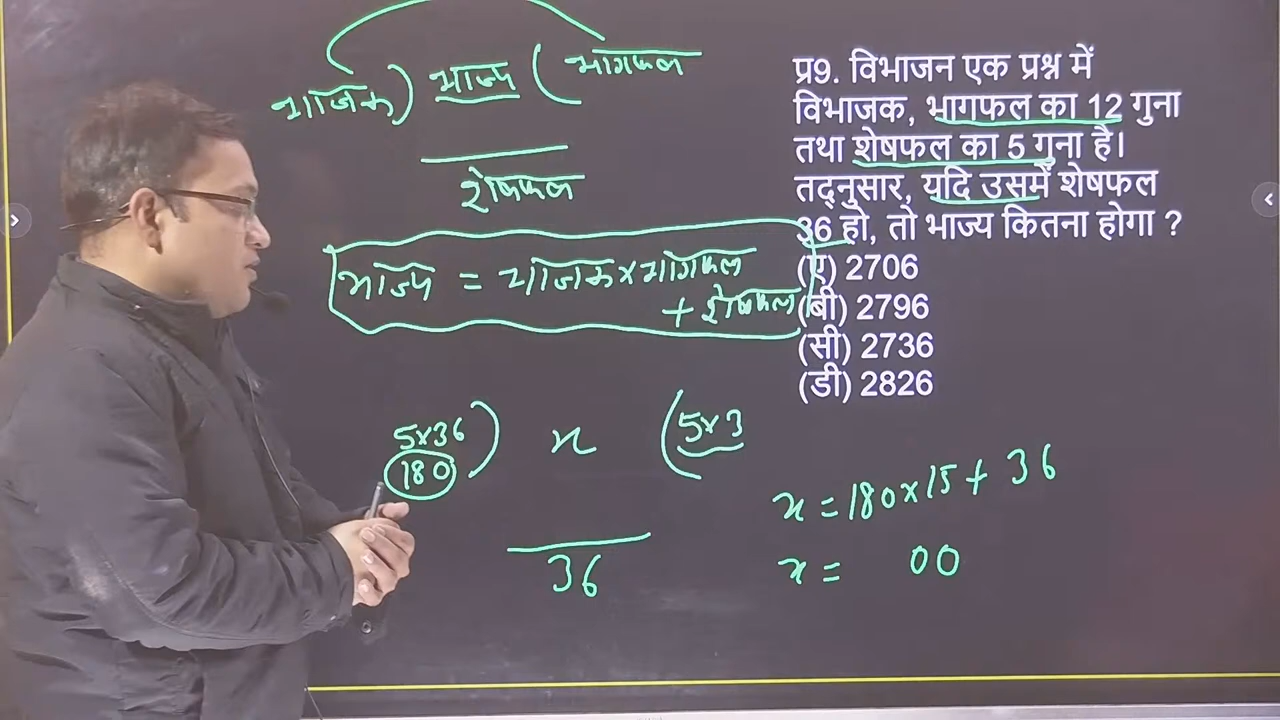 भाजक ) भाज्य ( भागफल
शेषफल
भाज्य = भाजक × भागफल
+ शेषफल
5×36
180 ) x ( 5×3
36
प्र9. विभाजन एक प्रश्न में
विभाजक, भागफल का 12 गुना
तथा शेषफल का 5 गुना है।
तद्नुसार, यदि उसमें शेषफल
36 हो, तो भाज्य कितना होगा ?
(ए) 2706
(बी) 2796
(सी) 2736
(डी) 2826
x = 180×15 + 36
x = 00